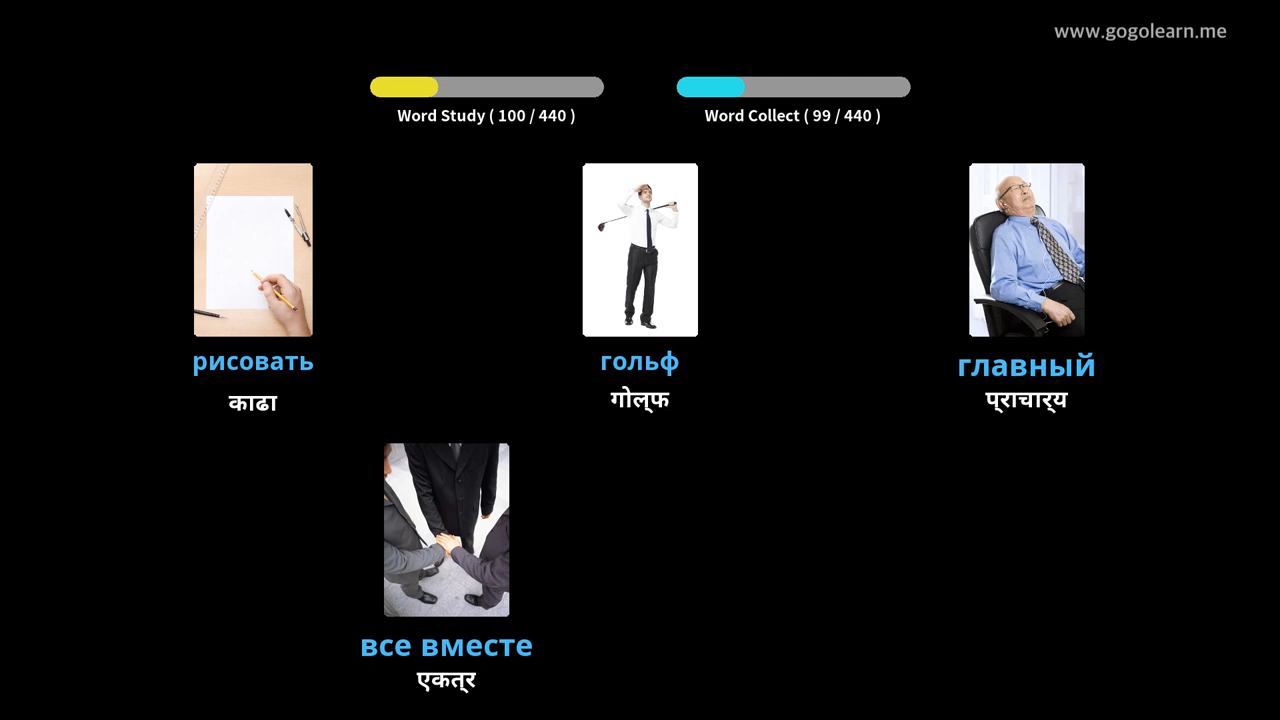 www.gogolearn.me
Word Study ( 100 / 440 )
Word Collect ( 99 / 440 )
рисовать
काढा
гольф
गोल्फ
главный
प्राचार्य
все вместе
एकत्र